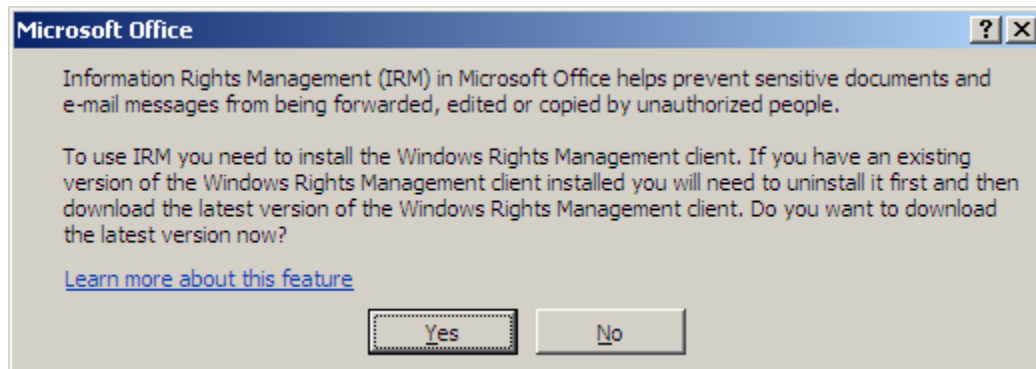 Microsoft Office
Information Rights Management (IRM) in Microsoft Office helps prevent sensitive documents and
e-mail messages from being forwarded, edited or copied by unauthorized people.
To use IRM you need to install the Windows Rights Management client. If you have an existing
version of the Windows Rights Management client installed you will need to uninstall it first and then
download the latest version of the Windows Rights Management client. Do you want to download
the latest version now?
Learn more about this feature
Yes No